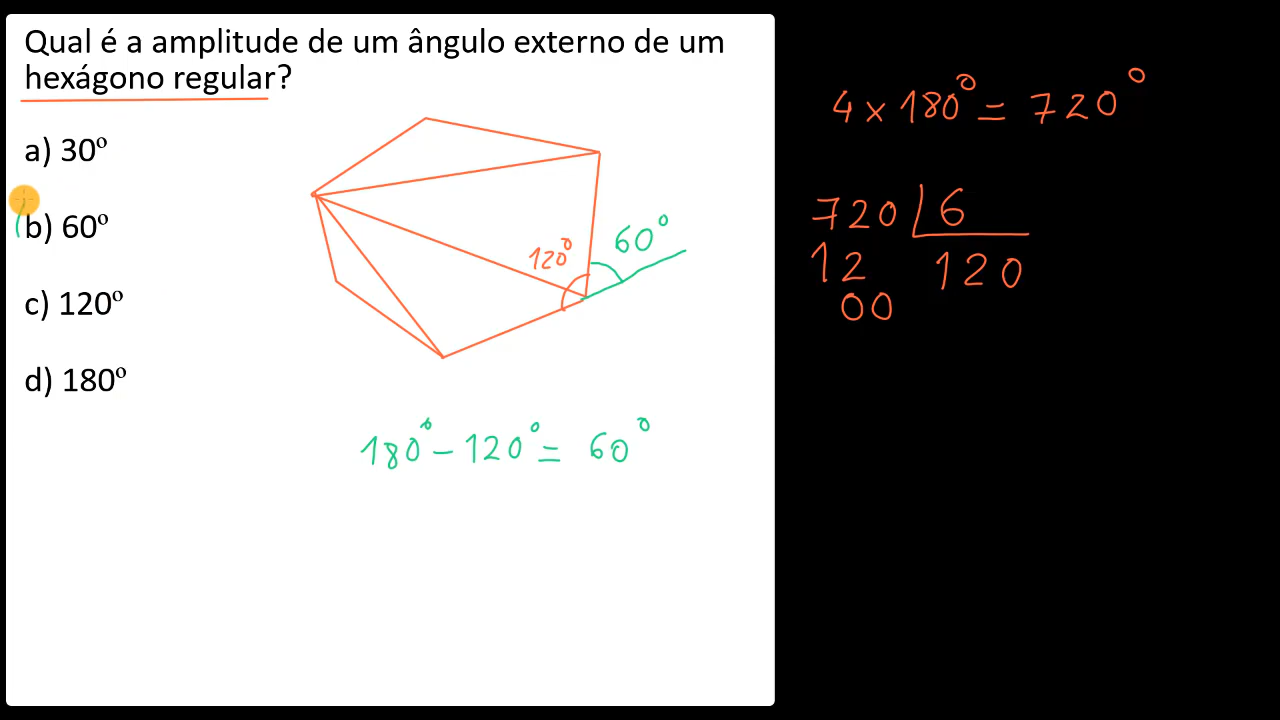 Qual é a amplitude de um ângulo externo de um
hexágono regular?
a) 30º
b) 60º
c) 120º
d) 180º
120°
60°
180° - 120° = 60°
4 x 180° = 720°
720 | 6
12 120
00